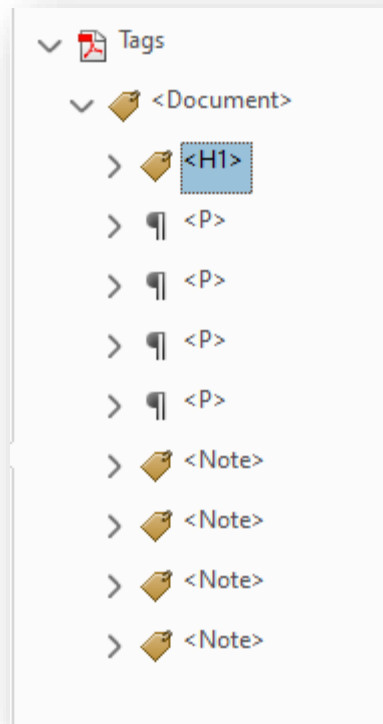 Tags
<Document>
<H1>
<P>
<P>
<P>
<P>
<Note>
<Note>
<Note>
<Note>